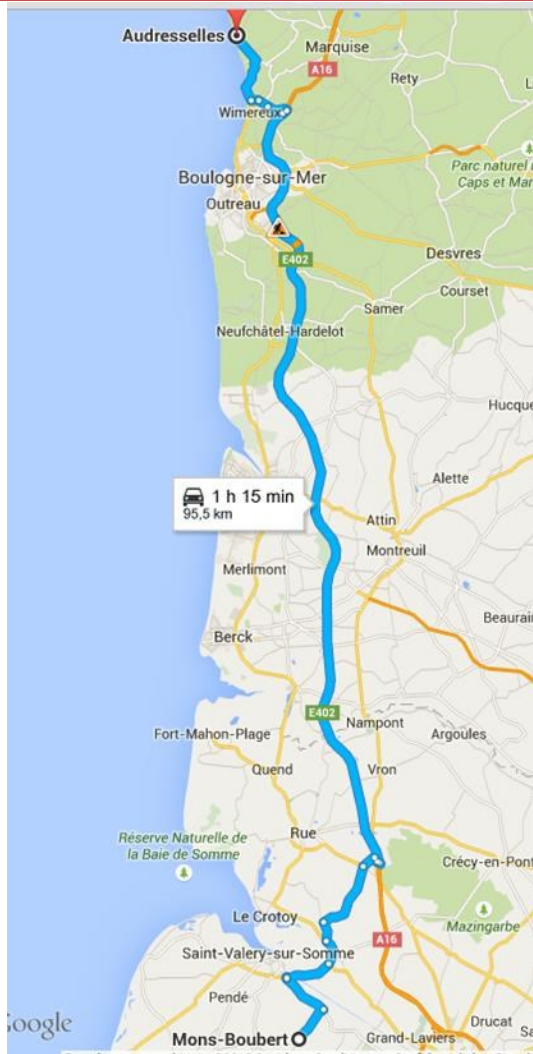 Audresselles
Marquise
A16
Rety
Wimereux
Parc naturel
Caps et Mar
Boulogne-sur-Mer
Outreau
E402
Desvres
Courset
Samer
Neufchâtel-Hardelot
Hucque
1 h 15 min
95,5 km
Alette
Attin
Montreuil
Merlimont
Beaurain
Berck
E402
Nampont
Fort-Mahon-Plage
Argoules
Quend
Vron
Réserve Naturelle de
la Baie de Somme
Rue
Crécy-en-Pont
Le Crotoy
Mazingarbe
A16
Saint-Valery-sur-Somme
Pendé
Google
Drucat
Sa
Mons-Boubert
Grand-Laviers